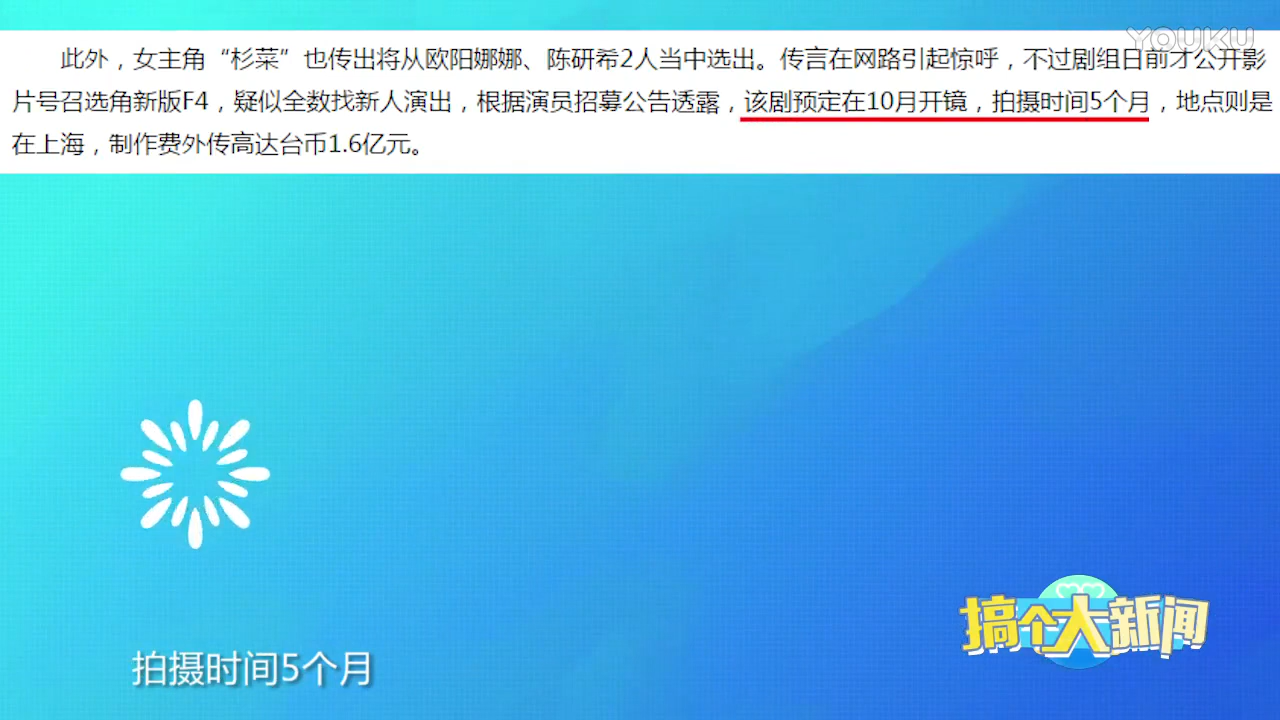 YOUKU
此外，女主角“杉菜”也传出将从欧阳娜娜、陈研希2人当中选出。传言在网路引起惊呼，不过剧组日前才公开影
片号召选角新版F4，疑似全数找新人演出，根据演员招募公告透露，该剧预定在10月开镜，拍摄时间5个月，地点则是
在上海，制作费外传高达台币1.6亿元。
搞个大新闻
拍摄时间5个月